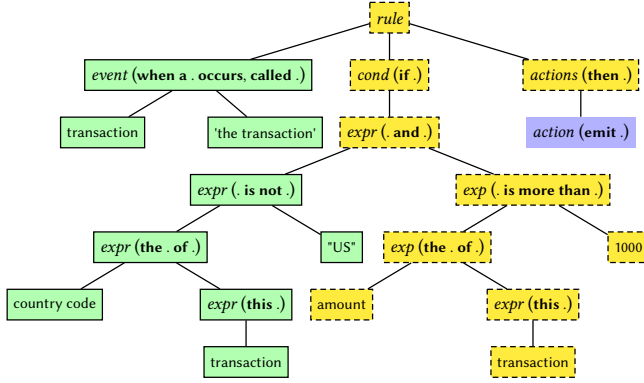 rule
event (when a . occurs, called .)
cond (if .)
actions (then .)
transaction
'the transaction'
expr (. and .)
action (emit .)
expr (. is not .)
exp (. is more than .)
expr (the . of .)
"US"
exp (the . of .)
1000
country code
expr (this .)
amount
expr (this .)
transaction
transaction